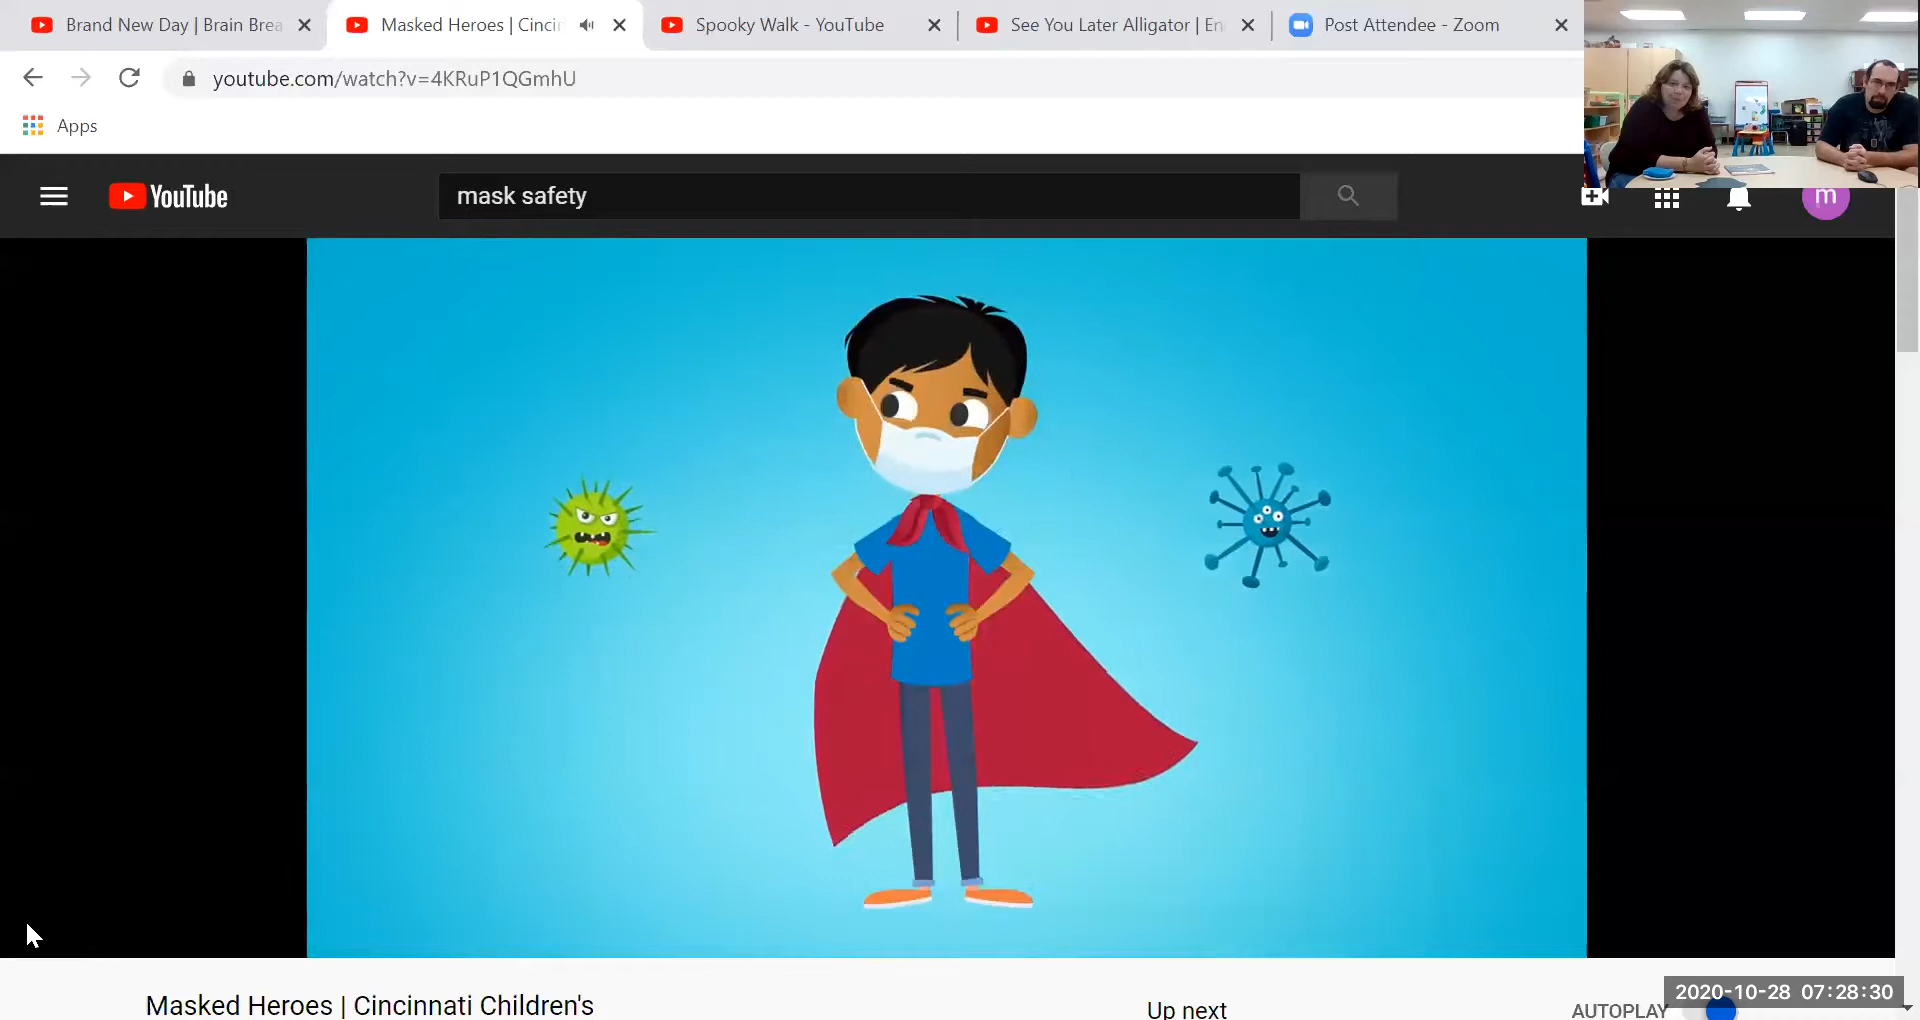 Brand New Day | Brain Brea
Masked Heroes | Cincin
Spooky Walk - YouTube
See You Later Alligator | En
Post Attendee - Zoom
youtube.com/watch?v=4KRuP1QGmhU
Apps
YouTube
mask safety
m
Masked Heroes | Cincinnati Children's
Up next
AUTOPLAY
2020-10-28 07:28:30